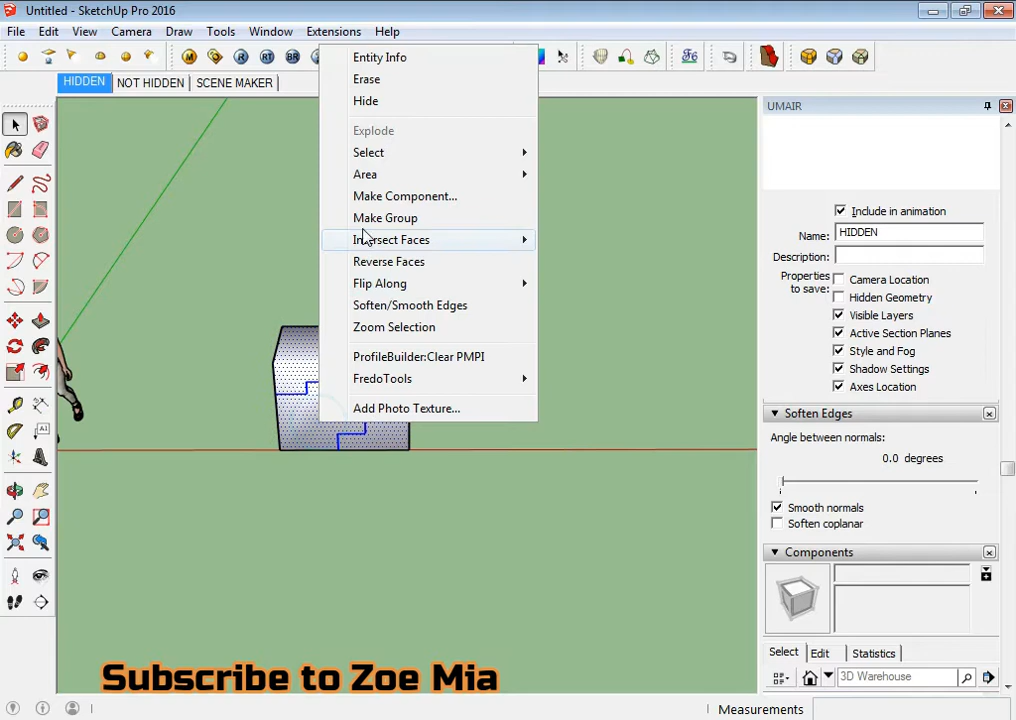 Untitled - SketchUp Pro 2016
File Edit View Camera Draw Tools Window Extensions Help
M R RT BR
HIDDEN NOT HIDDEN SCENE MAKER
Entity Info
Erase
Hide
Explode
Select
Area
Make Component...
Make Group
Intersect Faces
Reverse Faces
Flip Along
Soften/Smooth Edges
Zoom Selection
ProfileBuilder:Clear PMPI
FredoTools
Add Photo Texture...
UMAIR
Include in animation
Name: HIDDEN
Description:
Properties to save:
Camera Location
Hidden Geometry
Visible Layers
Active Section Planes
Style and Fog
Shadow Settings
Axes Location
Soften Edges
Angle between normals:
0.0 degrees
Smooth normals
Soften coplanar
Components
Select Edit Statistics
3D Warehouse
Subscribe to Zoe Mia
Measurements